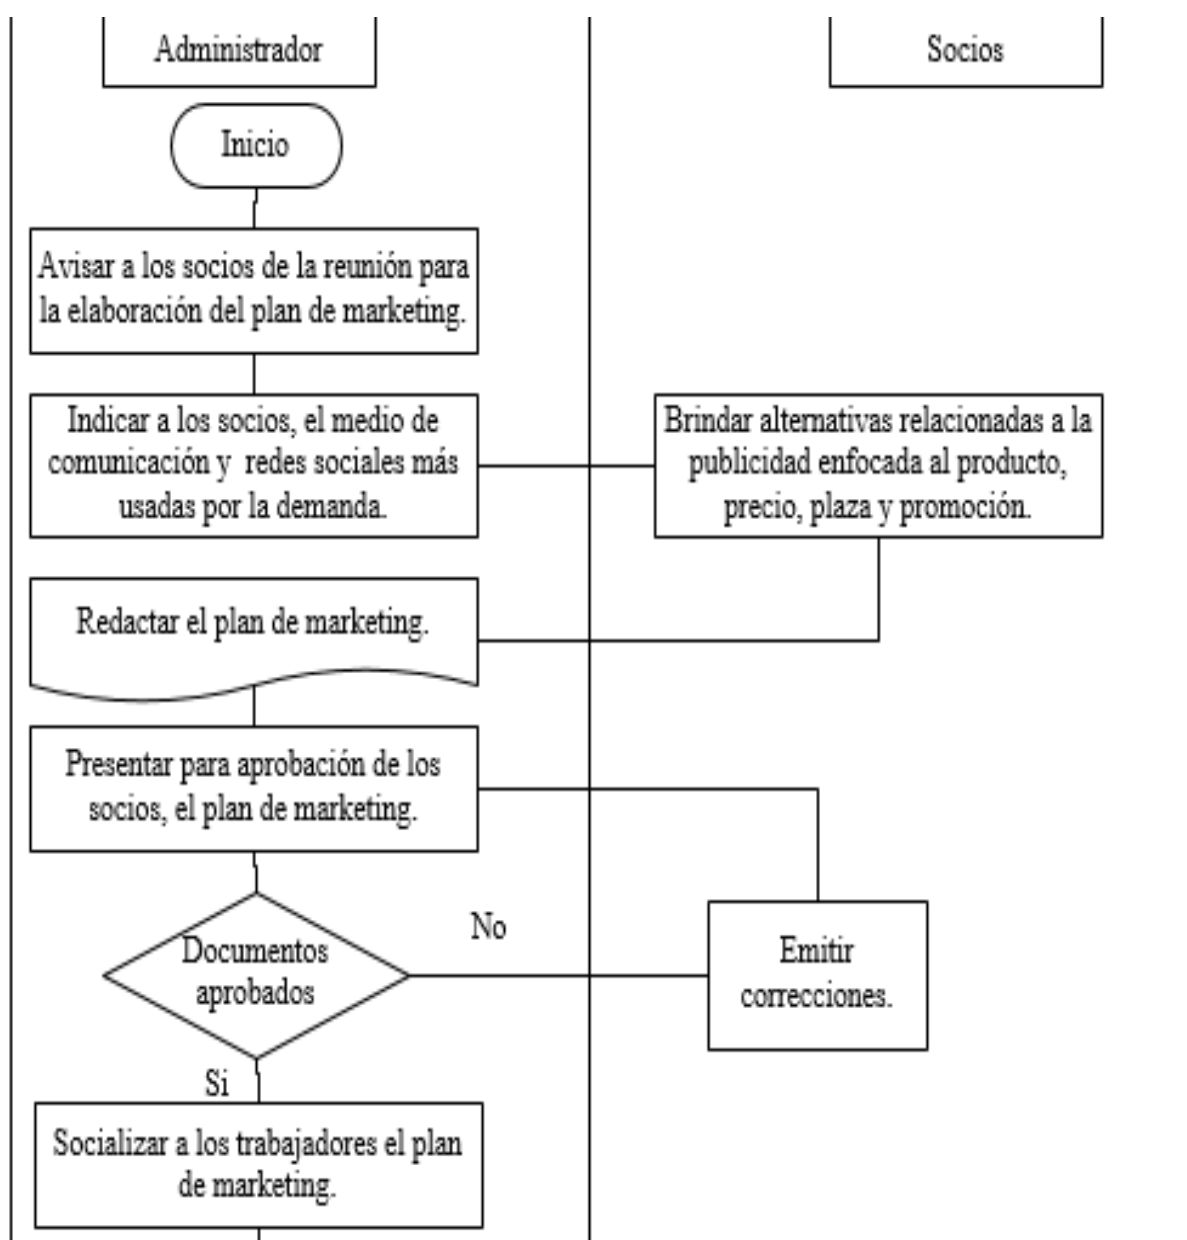 Administrador
Socios
Inicio
Avisar a los socios de la reunión para
la elaboración del plan de marketing.
Indicar a los socios, el medio de
comunicación y redes sociales más
usadas por la demanda.
Brindar alternativas relacionadas a la
publicidad enfocada al producto,
precio, plaza y promoción.
Redactar el plan de marketing.
Presentar para aprobación de los
socios, el plan de marketing.
Documentos
aprobados
No
Emitir
correcciones.
Si
Socializar a los trabajadores el plan
de marketing.